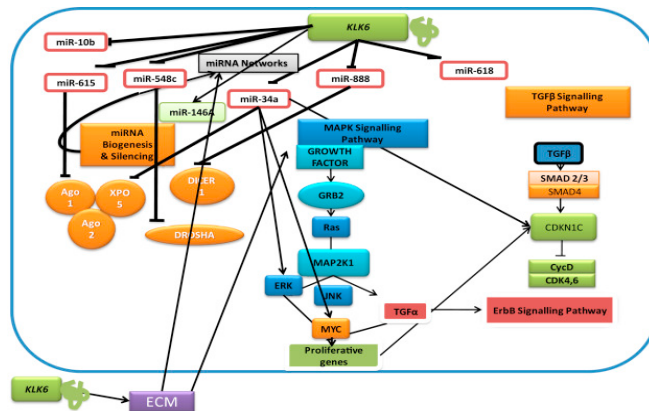 KLK6
miR-10b
miR-615
miR-548c
miRNA Networks
miR-888
miR-618
miR-34a
miR-146A
miRNA
Biogenesis
& Silencing
MAPK Signalling
Pathway
GROWTH
FACTOR
TGFβ Signalling
Pathway
TGFβ
SMAD 2/3
SMAD4
Ago
1
XPO
5
Ago
2
DICER
1
DROSHA
GRB2
Ras
MAP2K1
ERK
JNK
MYC
Proliferative
genes
TGFα
ErbB Signalling Pathway
CDKN1C
CycD
CDK4,6
KLK6
ECM